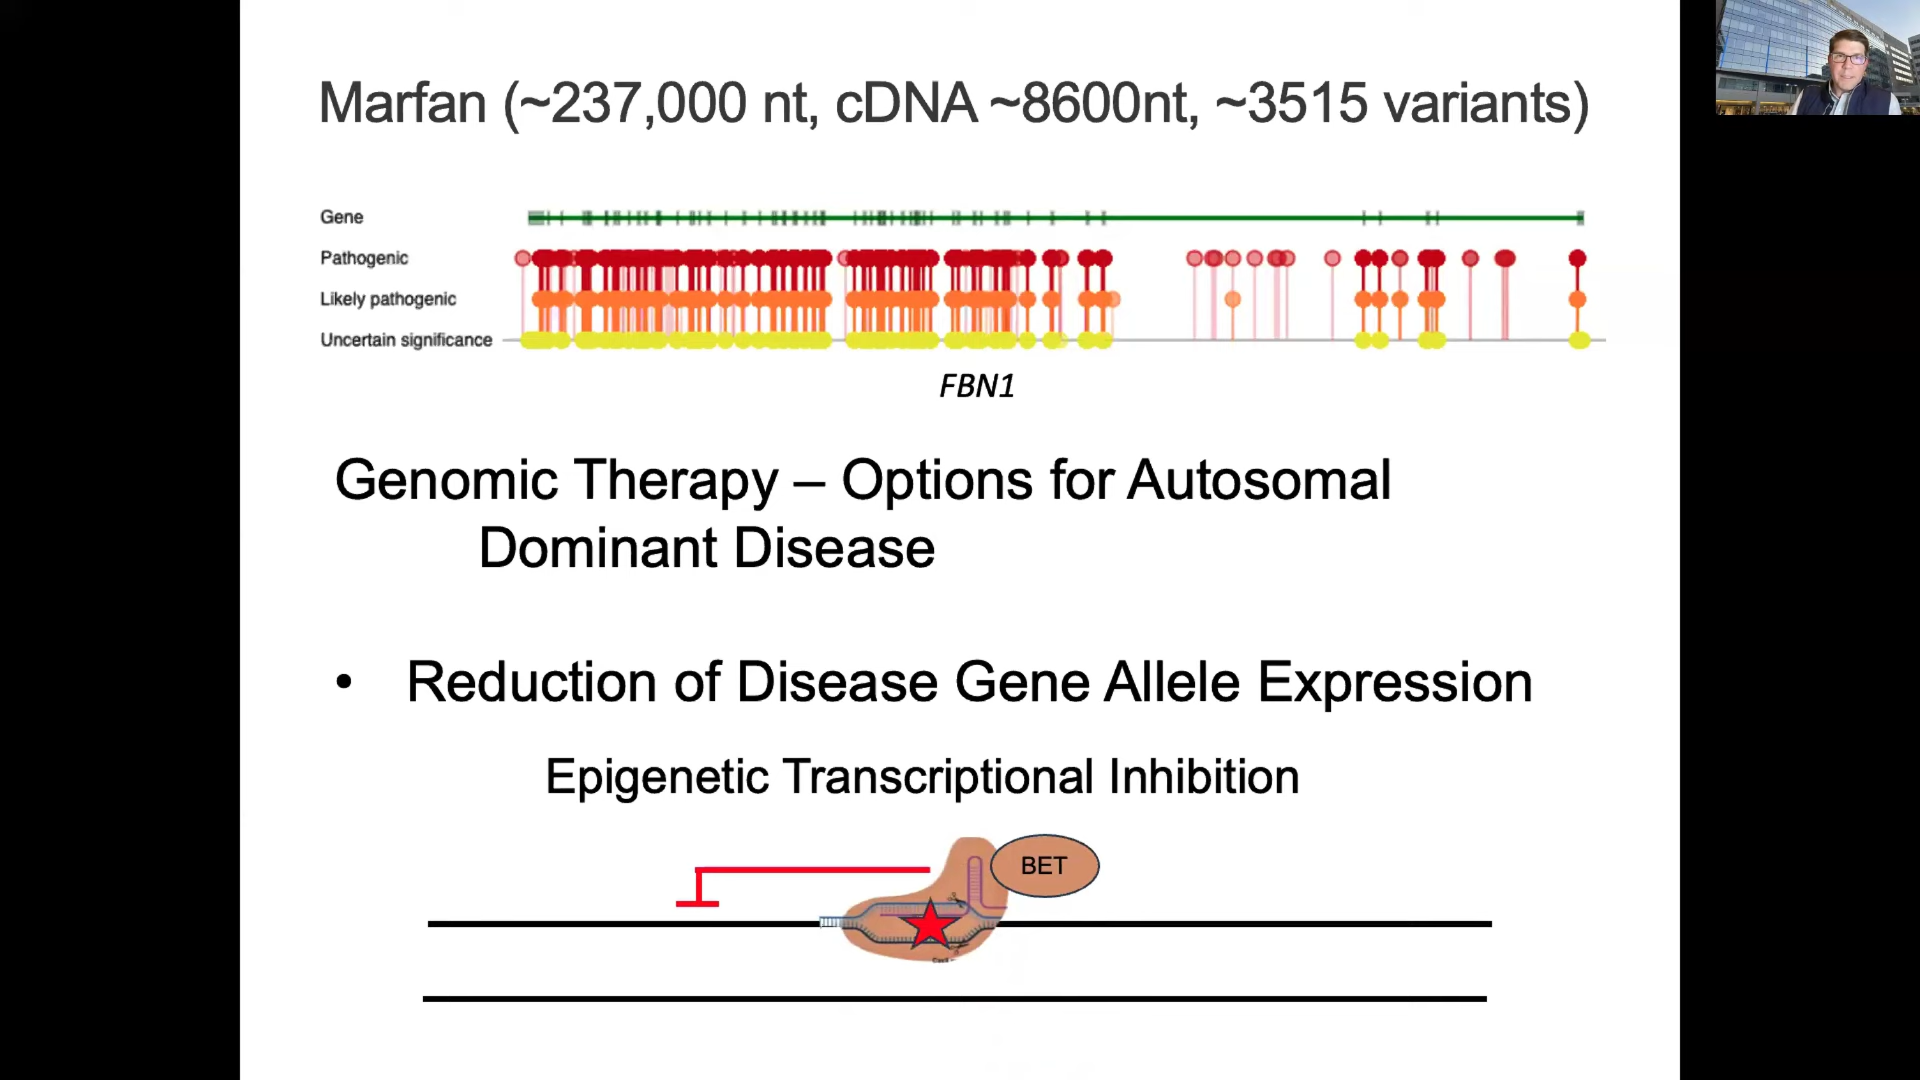 Marfan (~237,000 nt, cDNA ~8600nt, ~3515 variants)
Gene
Pathogenic
Likely pathogenic
Uncertain significance
FBN1
Genomic Therapy – Options for Autosomal
Dominant Disease
• Reduction of Disease Gene Allele Expression
Epigenetic Transcriptional Inhibition
BET